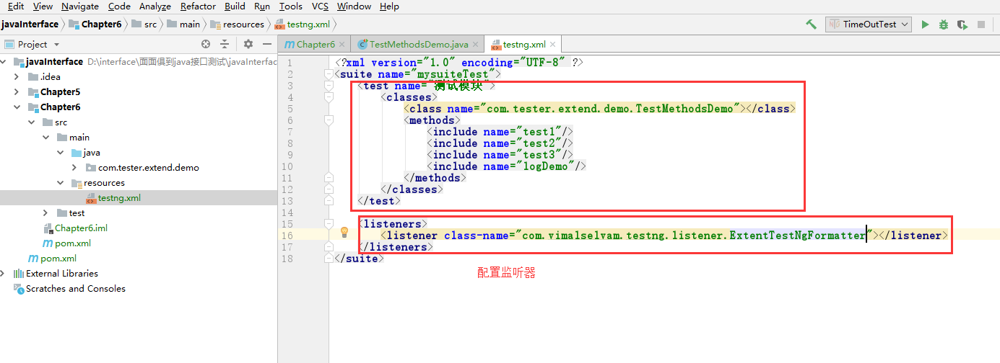 Edit View Navigate Code Analyze Refactor Build Run Tools VCS Window Help
javaInterface Chapter6 src main resources testng.xml TimeOutTest
Project Chapter6 TestMethodsDemo.java testng.xml
javaInterface D:\interface\面面俱到java接口测试\javaInterfac
.idea
Chapter5
Chapter6
src
main
java
com.tester.extend.demo
resources
testng.xml
test
Chapter6.iml
pom.xml
pom.xml
External Libraries
Scratches and Consoles
1 <?xml version="1.0" encoding="UTF-8" ?>
2 <suite name="mysuiteTest">
3 <test name="测试模块">
4 <classes>
5 <class name="com.tester.extend.demo.TestMethodsDemo"></class>
6 <methods>
7 <include name="test1"/>
8 <include name="test2"/>
9 <include name="test3"/>
10 <include name="logDemo"/>
11 </methods>
12 </classes>
13 </test>
14
15 <listeners>
16 <listener class-name="com.vimalselvam.testng.listener.ExtentTestNgFormatter"></listener>
17 </listeners>
18 </suite>
配置监听器